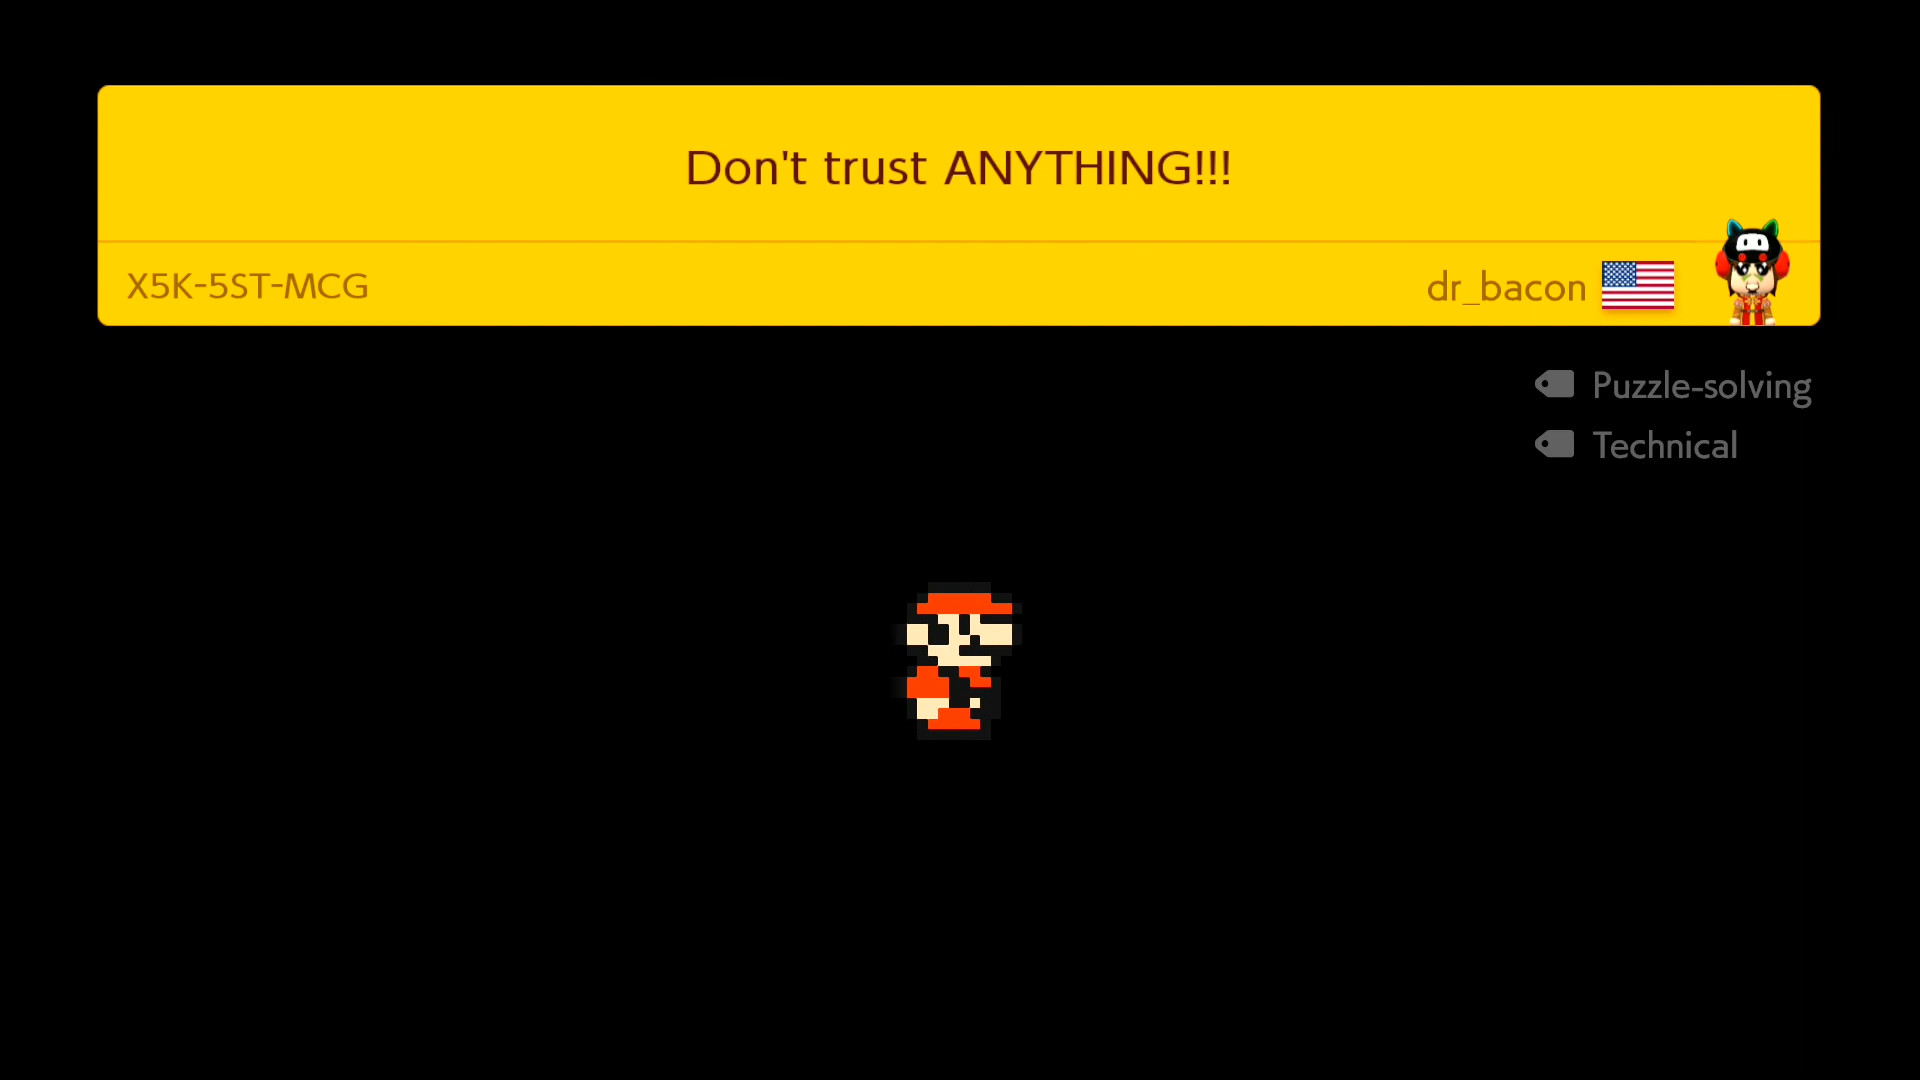 Don't trust ANYTHING!!!
X5K-5ST-MCG
dr_bacon
Puzzle-solving
Technical